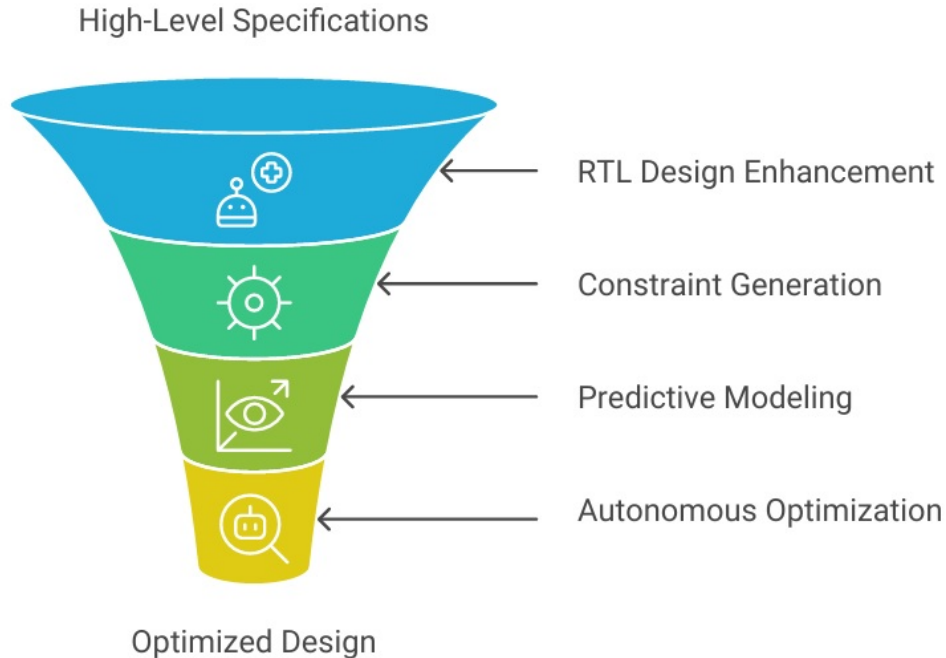 High-Level Specifications
RTL Design Enhancement
Constraint Generation
Predictive Modeling
Autonomous Optimization
Optimized Design